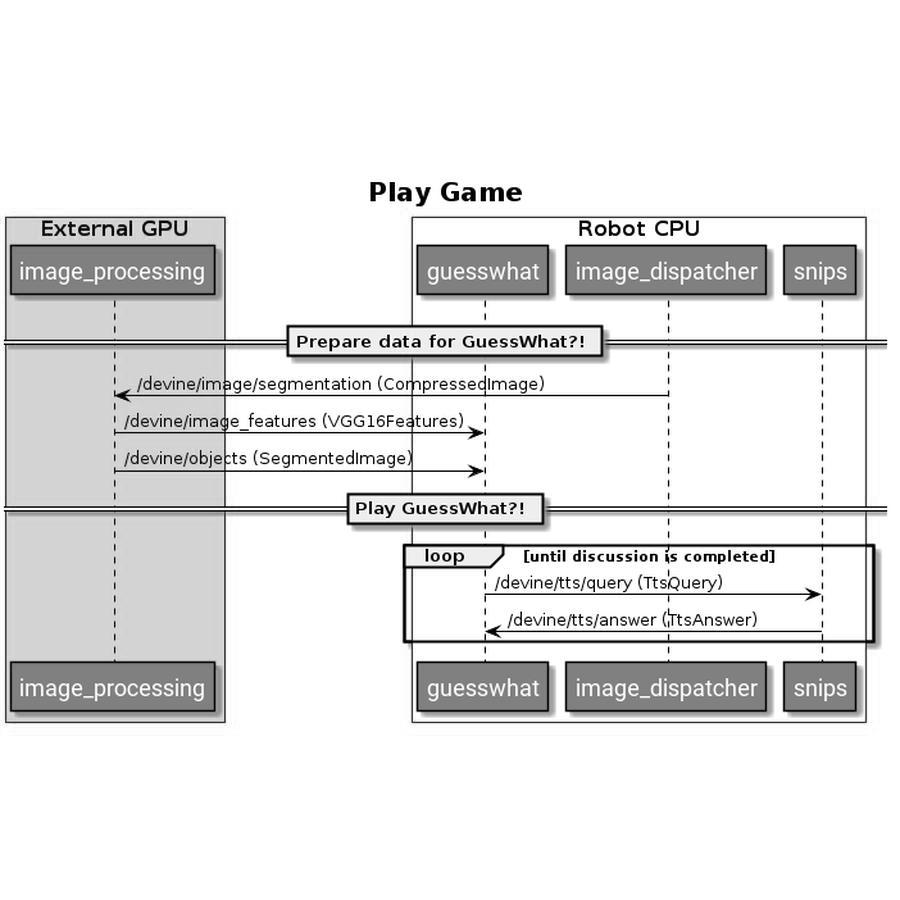 Play Game
External GPU
Robot CPU
image_processing
guesswhat
image_dispatcher
snips
Prepare data for GuessWhat?!
/devine/image/segmentation (CompressedImage)
/devine/image_features (VGG16Features)
/devine/objects (SegmentedImage)
Play GuessWhat?!
loop
[until discussion is completed]
/devine/tts/query (TtsQuery)
/devine/tts/answer (TtsAnswer)
image_processing
guesswhat
image_dispatcher
snips